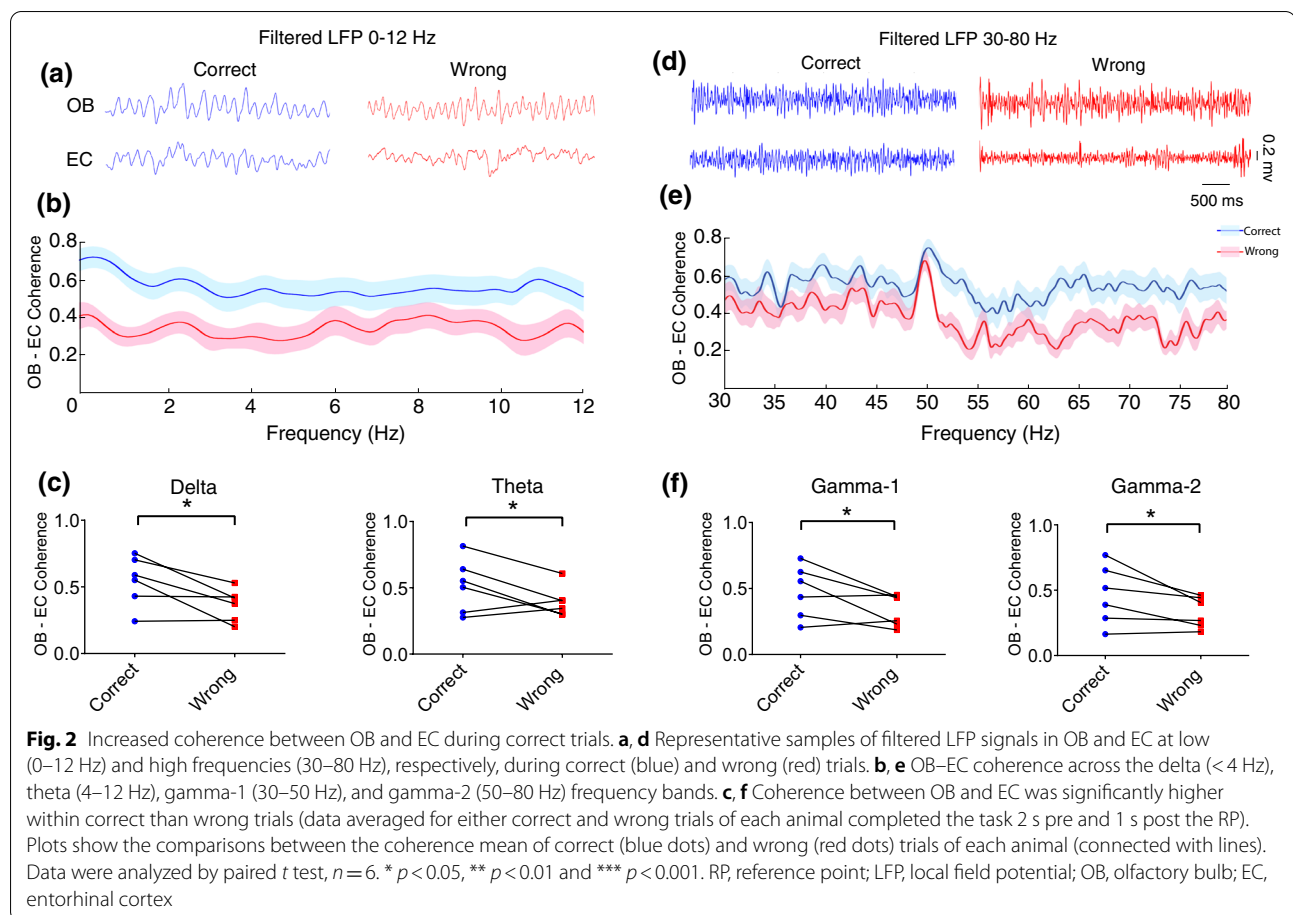 Filtered LFP 0-12 Hz
(a)
Correct
Wrong
OB
EC
(b)
OB - EC Coherence
0.8
0.6
0.4
0.2
0 2 4 6 8 10 12
Frequency (Hz)
Filtered LFP 30-80 Hz
(d)
Correct
Wrong
0.2 mv
500 ms
(e)
Correct
Wrong
OB - EC Coherence
0.8
0.6
0.4
0.2
30 35 40 45 50 55 60 65 70 75 80
Frequency (Hz)
(c)
Delta
*
OB - EC Coherence
1.0
0.5
0.0
Correct
Wrong
Theta
*
OB - EC Coherence
1.0
0.5
0.0
Correct
Wrong
(f)
Gamma-1
*
OB - EC Coherence
1.0
0.5
0.0
Correct
Wrong
Gamma-2
*
OB - EC Coherence
1.0
0.5
0.0
Correct
Wrong
Fig. 2 Increased coherence between OB and EC during correct trials. a, d Representative samples of filtered LFP signals in OB and EC at low
(0–12 Hz) and high frequencies (30–80 Hz), respectively, during correct (blue) and wrong (red) trials. b, e OB–EC coherence across the delta (< 4 Hz),
theta (4–12 Hz), gamma-1 (30–50 Hz), and gamma-2 (50–80 Hz) frequency bands. c, f Coherence between OB and EC was significantly higher
within correct than wrong trials (data averaged for either correct and wrong trials of each animal completed the task 2 s pre and 1 s post the RP).
Plots show the comparisons between the coherence mean of correct (blue dots) and wrong (red dots) trials of each animal (connected with lines).
Data were analyzed by paired t test, n = 6. * p < 0.05, ** p < 0.01 and *** p < 0.001. RP, reference point; LFP, local field potential; OB, olfactory bulb; EC,
entorhinal cortex